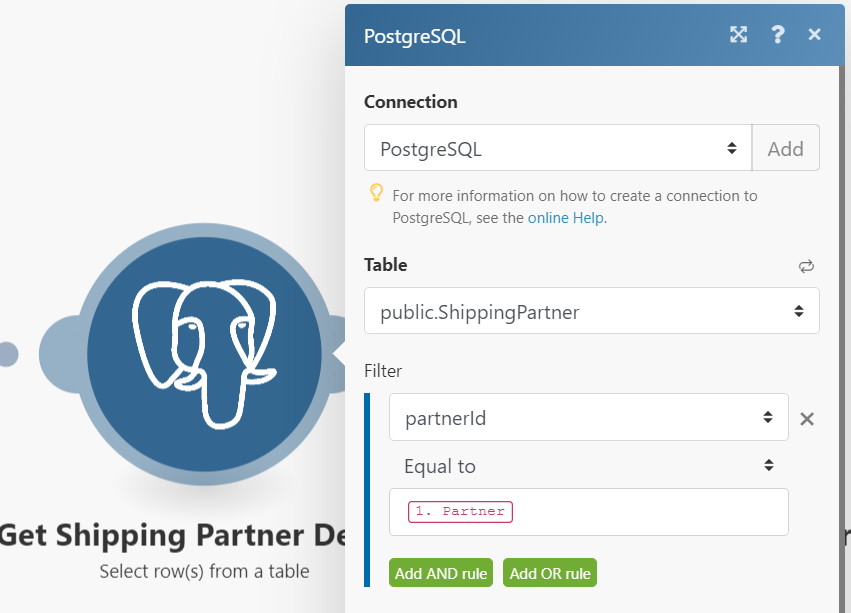 PostgreSQL
Connection
PostgreSQL
Add
For more information on how to create a connection to
PostgreSQL, see the online Help.
Table
public.ShippingPartner
Filter
partnerId
Equal to
1. Partner
Add AND rule
Add OR rule
Get Shipping Partner De
Select row(s) from a table